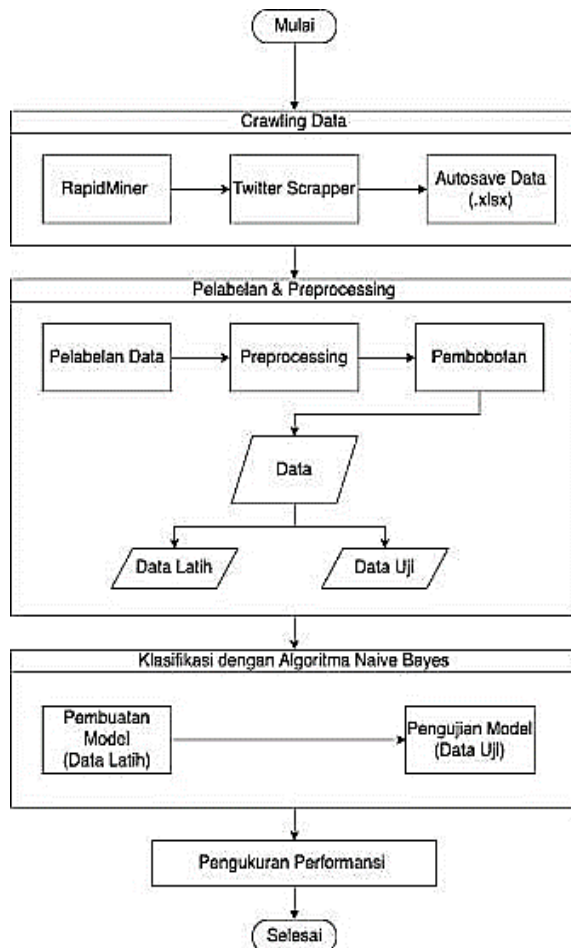 Mulai
Crawling Data
RapidMiner
Twitter Scrapper
Autosave Data
(.xlsx)
Pelabelan & Preprocessing
Pelabelan Data
Preprocessing
Pembobotan
Data
Data Latih
Data Uji
Klasifikasi dengan Algoritma Naive Bayes
Pembuatan
Model
(Data Latih)
Pengujian Model
(Data Uji)
Pengukuran Performansi
Selesai